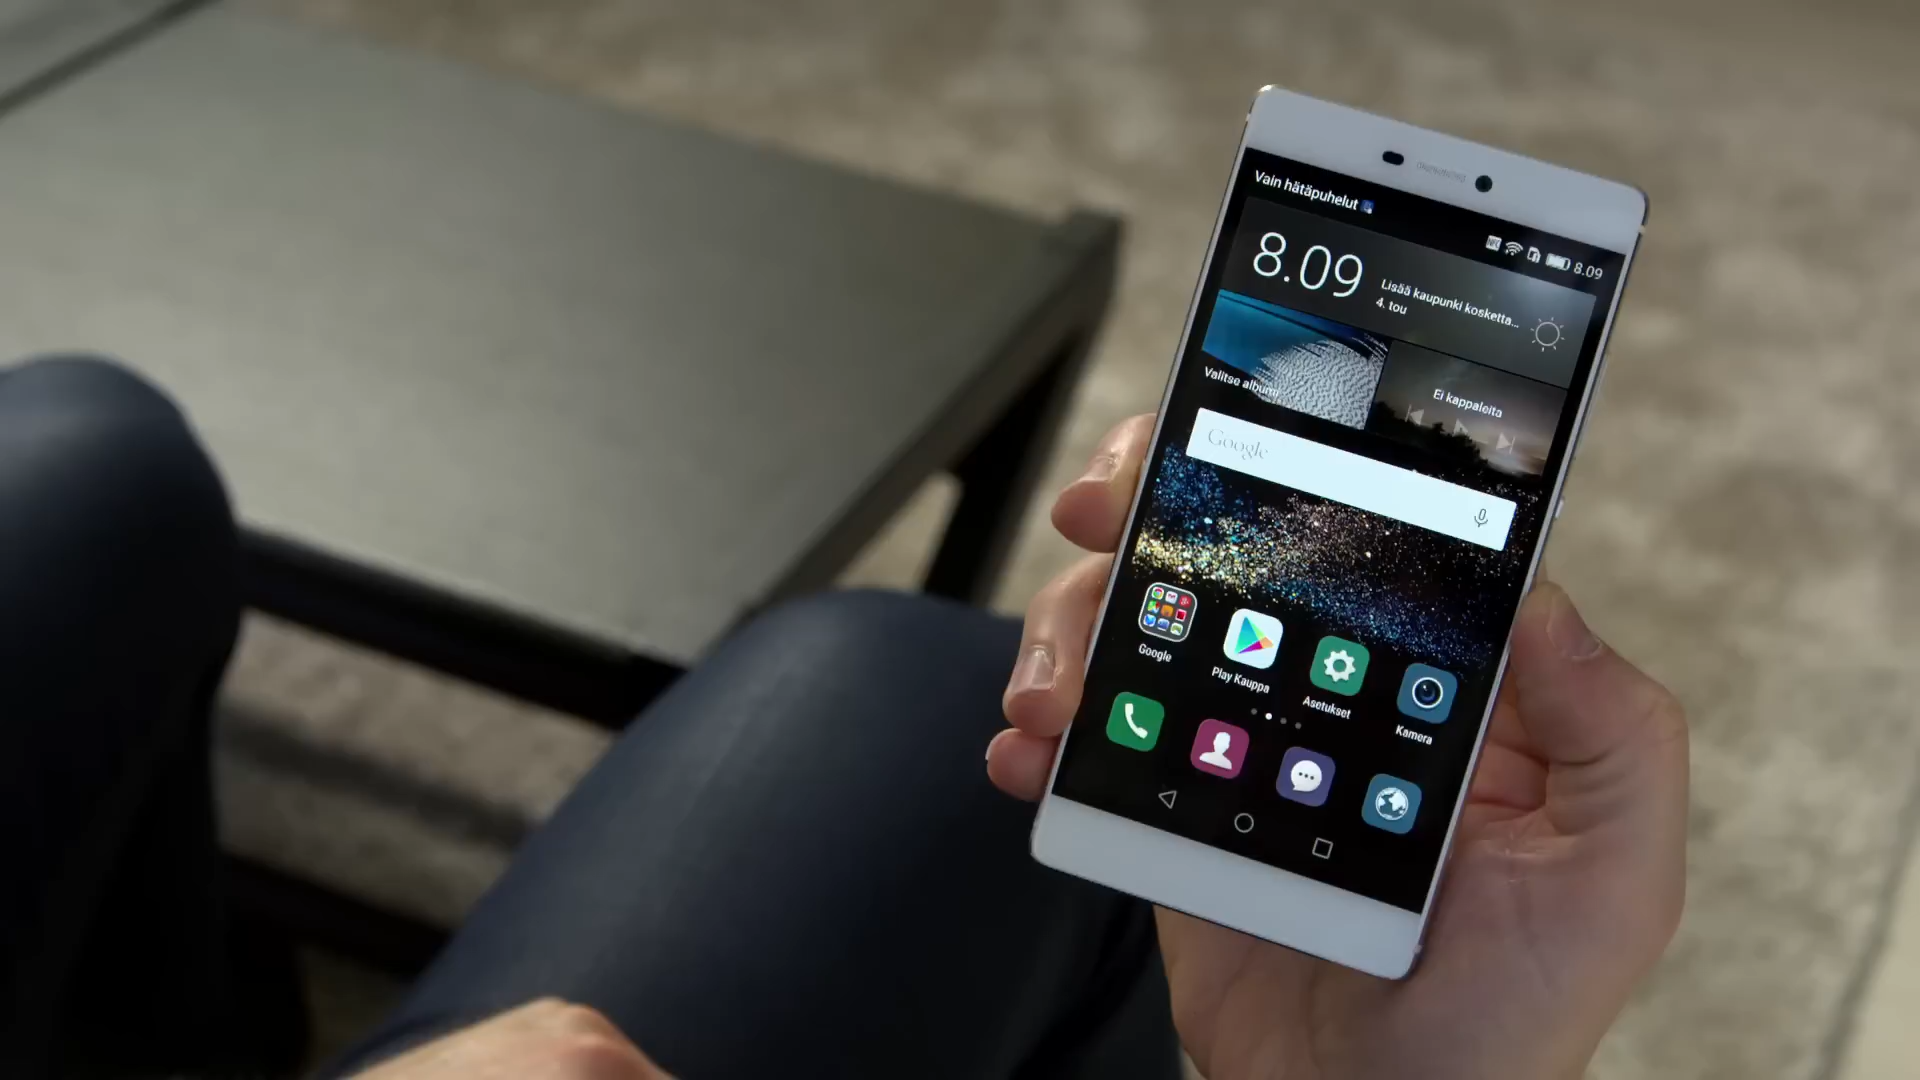 Vain hätäpuhelut
8.09
8.09
Lisää kaupunki kosketta...
4. tou
Valitse albumi
Ei kappaleita
Google
Google
Play Kauppa
Asetukset
Kamera